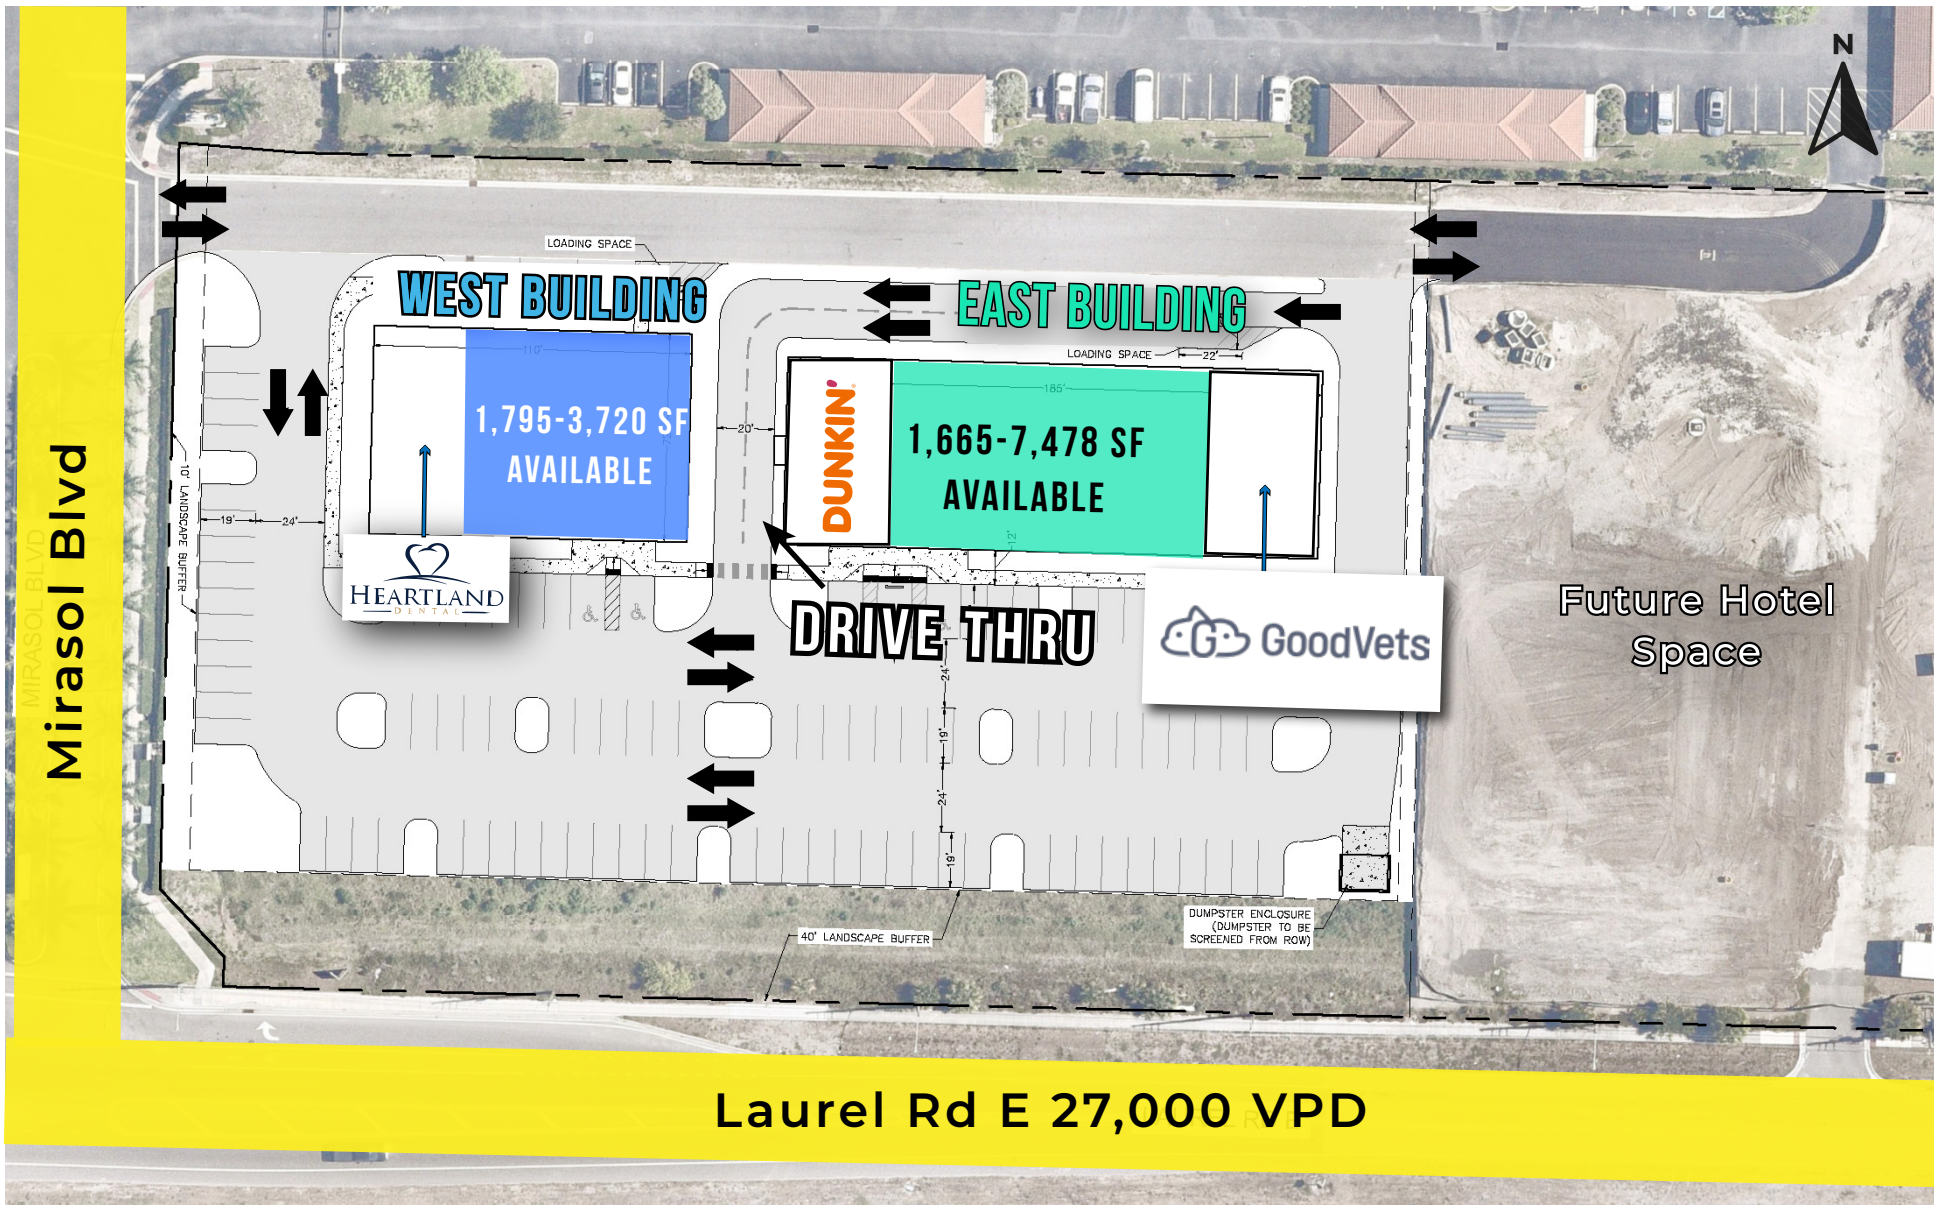 N
LOADING SPACE
WEST BUILDING
EAST BUILDING
LOADING SPACE
22'
110'
185'
1,795-3,720 SF
AVAILABLE
20'
DUNKIN'
1,665-7,478 SF
AVAILABLE
10' LANDSCAPE BUFFER
19'
24'
12'
HEARTLAND
DENTAL
DRIVE THRU
GoodVets
Future Hotel
Space
Mirasol Blvd
MIRASOL BLVD
24'
19'
24'
19'
DUMPSTER ENCLOSURE
(DUMPSTER TO BE
SCREENED FROM ROW)
40' LANDSCAPE BUFFER
Laurel Rd E 27,000 VPD